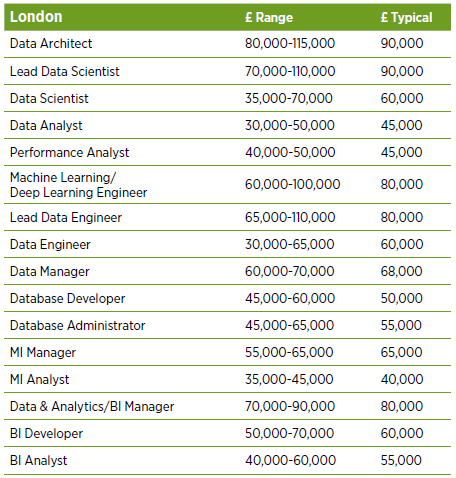 London £ Range £ Typical
Data Architect 80,000-115,000 90,000
Lead Data Scientist 70,000-110,000 90,000
Data Scientist 35,000-70,000 60,000
Data Analyst 30,000-50,000 45,000
Performance Analyst 40,000-50,000 45,000
Machine Learning/
Deep Learning Engineer 60,000-100,000 80,000
Lead Data Engineer 65,000-110,000 80,000
Data Engineer 30,000-65,000 60,000
Data Manager 60,000-70,000 68,000
Database Developer 45,000-60,000 50,000
Database Administrator 45,000-65,000 55,000
MI Manager 55,000-65,000 65,000
MI Analyst 35,000-45,000 40,000
Data & Analytics/BI Manager 70,000-90,000 80,000
BI Developer 50,000-70,000 60,000
BI Analyst 40,000-60,000 55,000